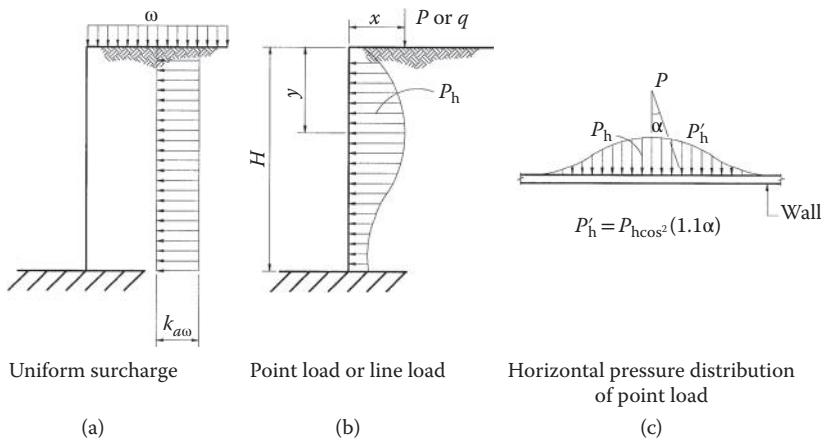 ω
x
P or q
y
P_h
H
P
P_h
α
P′_h
Wall
P′_h = P_hcos² (1.1α)
k_aω
Uniform surcharge
Point load or line load
Horizontal pressure distribution
of point load
(a)
(b)
(c)